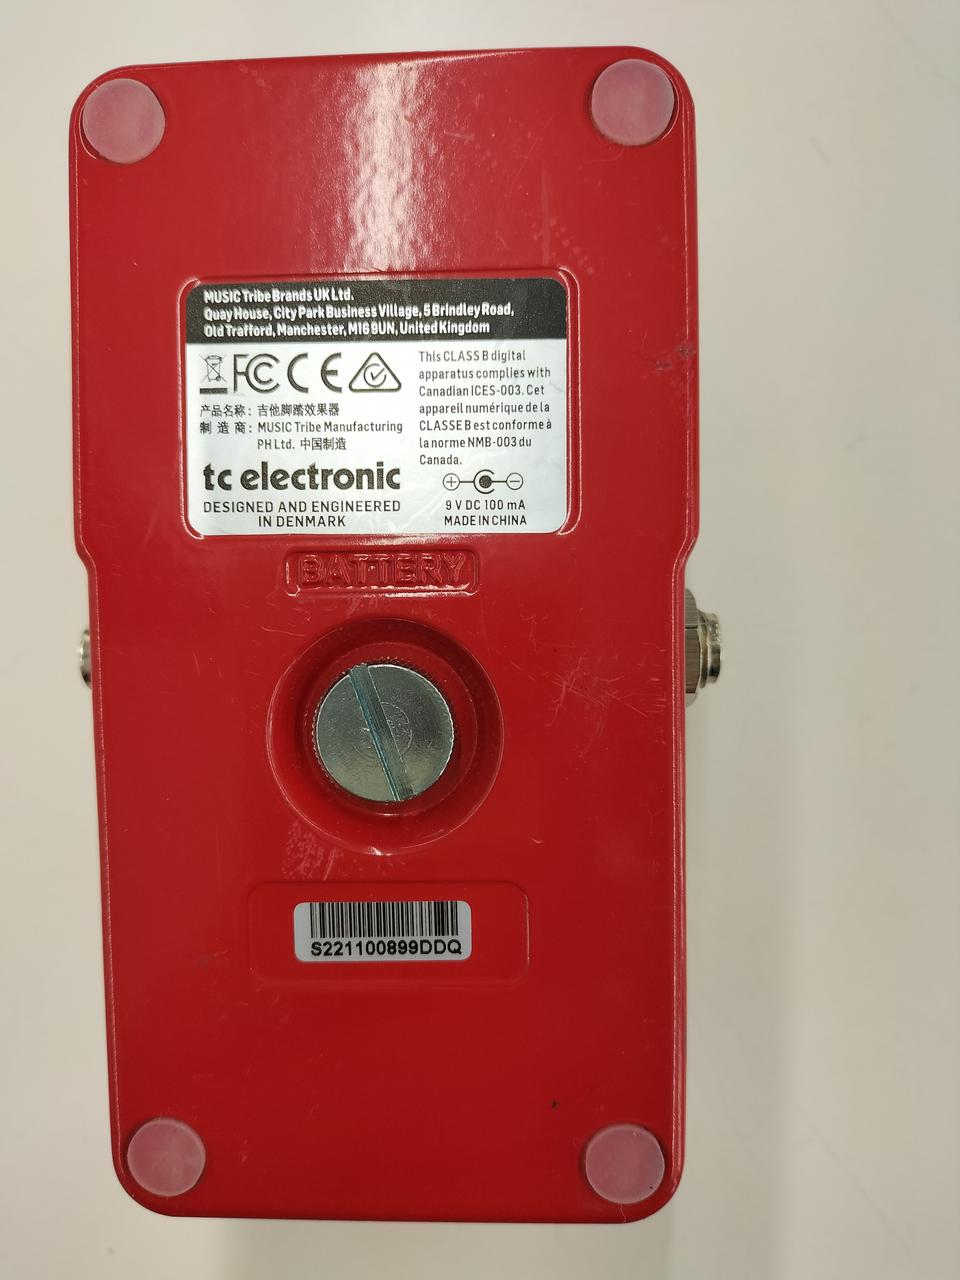 MUSIC Tribe Brands UK Ltd.
Quay House, City Park Business Village, 5 Brindley Road,
Old Trafford, Manchester, M16 9UN, United Kingdom
FC CE
产品名称：吉他脚踏效果器
制 造 商：MUSIC Tribe Manufacturing
PH Ltd. 中国制造
tc electronic
DESIGNED AND ENGINEERED
IN DENMARK
This CLASS B digital
apparatus complies with
Canadian ICES-003. Cet
appareil numérique de la
CLASSE B est conforme à
la norme NMB-003 du
Canada.
9 V DC 100 mA
MADE IN CHINA
BATTERY
S221100899DDQ